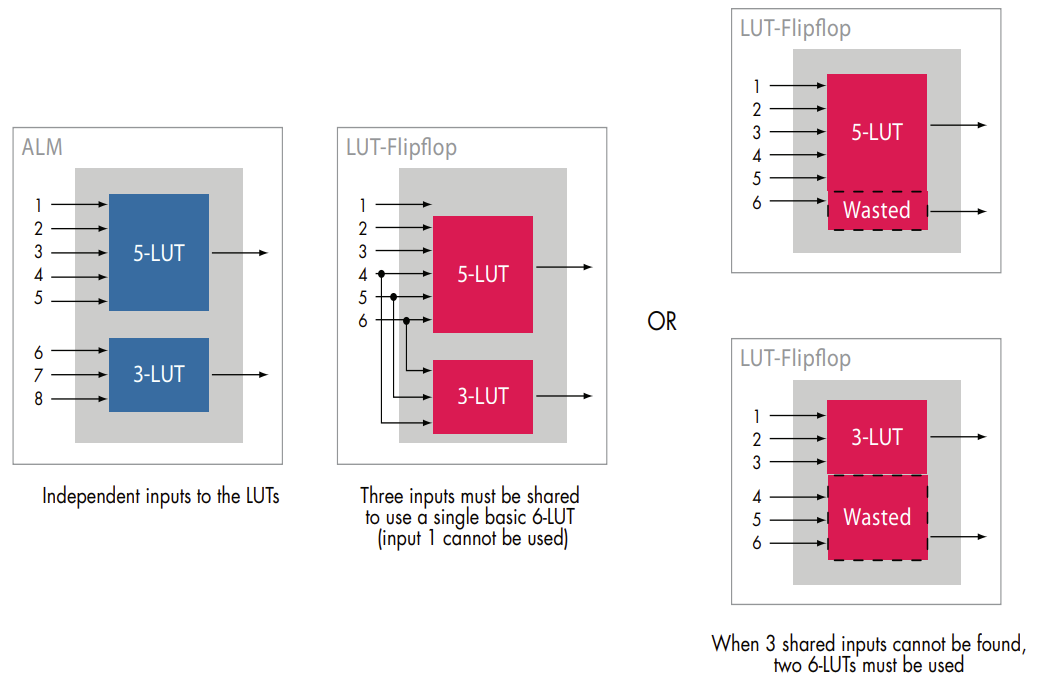 ALM
1
2
3
4
5
5-LUT
6
7
8
3-LUT
Independent inputs to the LUTs
LUT-Flipflop
1
2
3
4
5
6
5-LUT
3-LUT
Three inputs must be shared
to use a single basic 6-LUT
(input 1 cannot be used)
OR
LUT-Flipflop
1
2
3
4
5
6
5-LUT
Wasted
LUT-Flipflop
1
2
3
4
5
6
3-LUT
Wasted
When 3 shared inputs cannot be found,
two 6-LUTs must be used